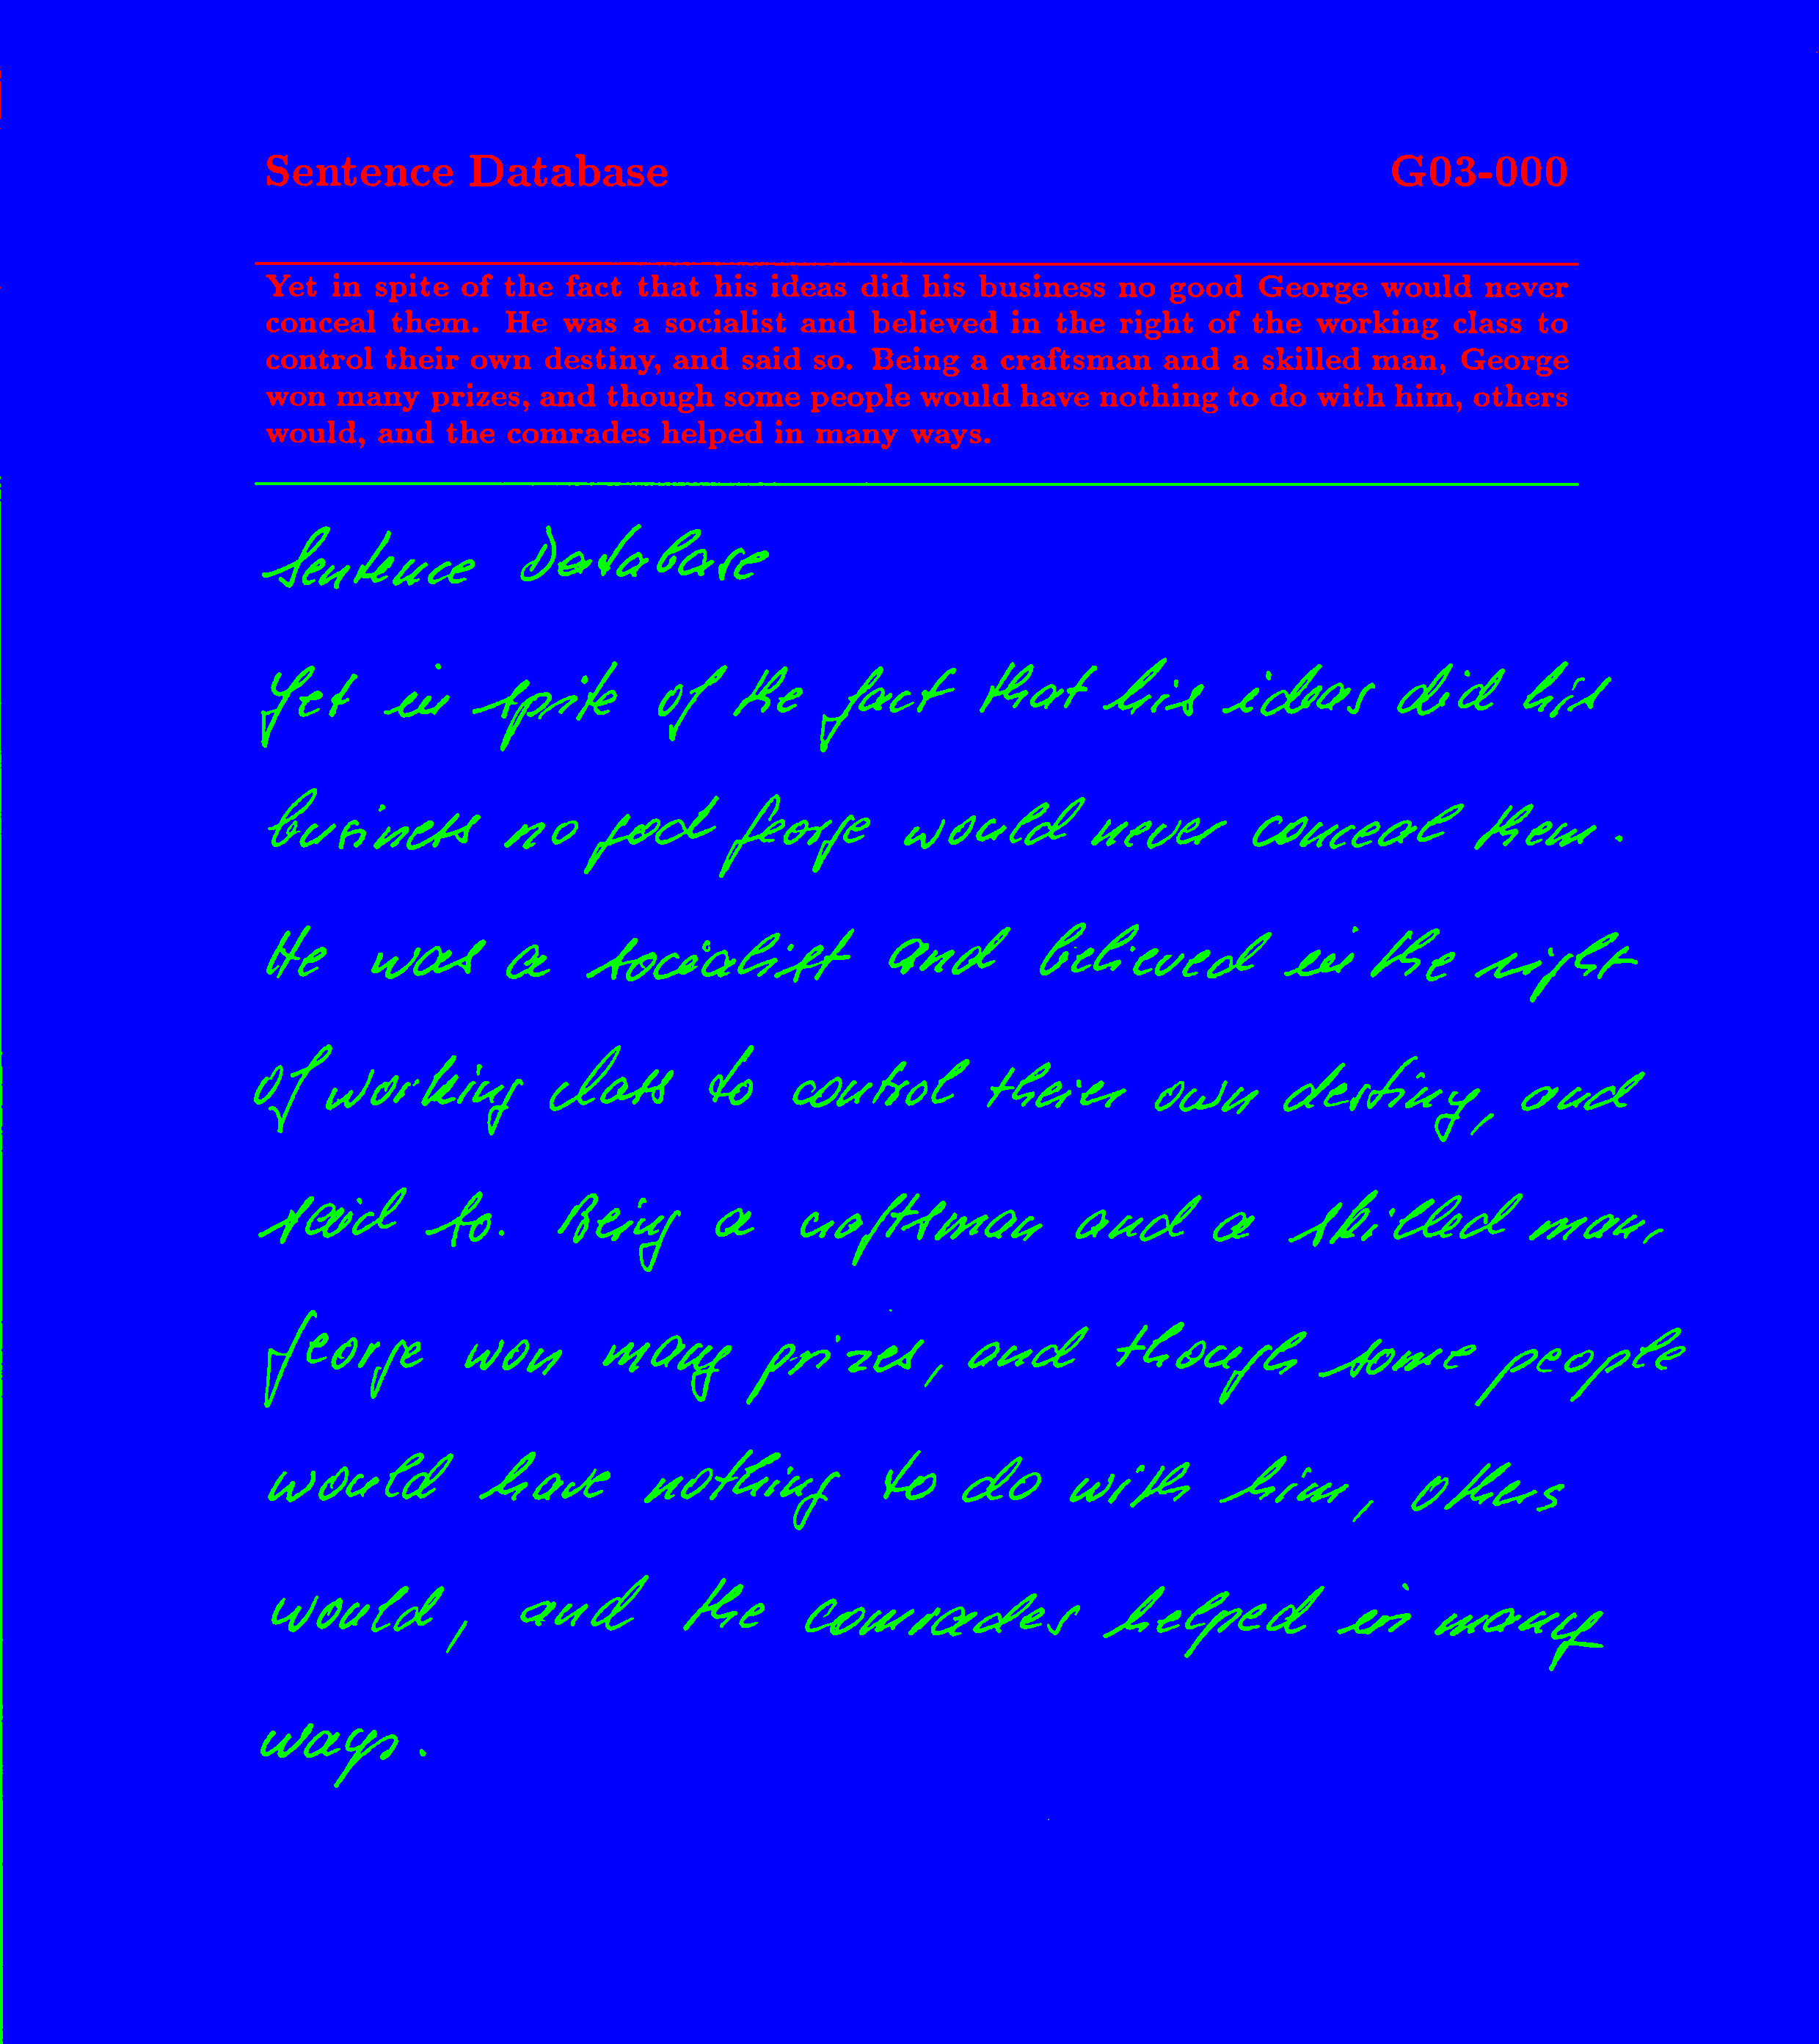 Sentence Database G03-000
Yet in spite of the fact that his ideas did his business no good George would never
conceal them. He was a socialist and believed in the right of the working class to
control their own destiny, and said so. Being a craftsman and a skilled man, George
won many prizes, and though some people would have nothing to do with him, others
would, and the comrades helped in many ways.
Sentence Database
Yet in spite of the fact that his ideas did his
business no good George would never conceal them.
He was a socialist and believed in the right
of working class to control their own destiny, and
said so. Being a craftsman and a skilled man,
George won many prizes, and though some people
would have nothing to do with him, others
would, and the comrades helped in many
ways.